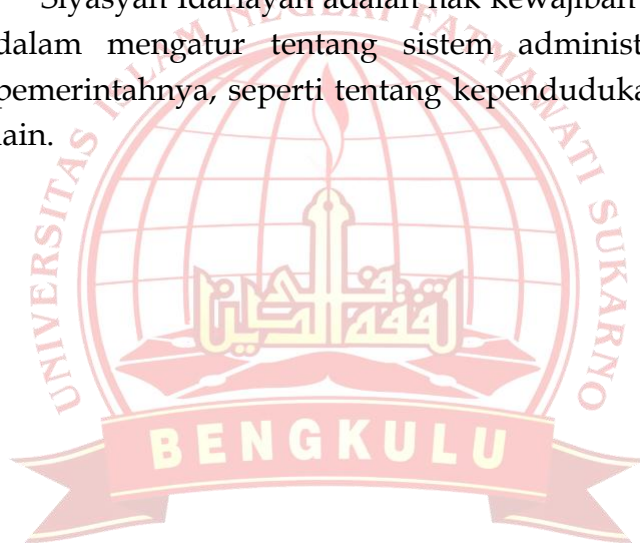 Siyasyah Idariayah adalah hak kewajiban
dalam mengatur tentang sistem administ
pemerintahnya, seperti tentang kependuduka
lain.
UNIVERSITAS ISLAM NEGERI FATMAWATI SUKARNO
BENGKULU